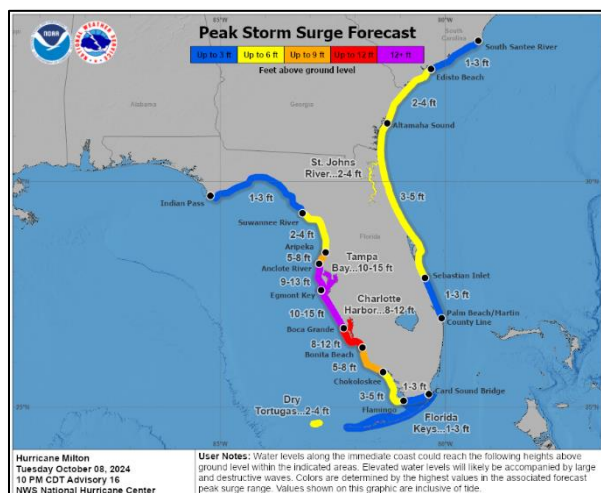 Peak Storm Surge Forecast
Up to 3 ft Up to 6 ft Up to 9 ft Up to 12 ft 12+ ft
Feet above ground level
South Carolina
South Santee River
1-3 ft
Edisto Beach
2-4 ft
Altamaha Sound
Alabama
Georgia
St. Johns
River...2-4 ft
3-5 ft
Indian Pass
1-3 ft
Suwannee River
2-4 ft
Florida
Aripeka
5-8 ft
Anclote River
Tampa
Bay...10-15 ft
9-13 ft
Egmont Key
Sebastian Inlet
1-3 ft
Palm Beach/Martin
County Line
Charlotte
Harbor...8-12 ft
10-15 ft
Boca Grande
8-12 ft
Bonita Beach
5-8 ft
Chokoloskee
3-5 ft
Flamingo
1-3 ft
Card Sound Bridge
Dry
Tortugas...2-4 ft
Florida
Keys...1-3 ft
Hurricane Milton
Tuesday October 08, 2024
10 PM CDT Advisory 16
NWS National Hurricane Center
User Notes: Water levels along the immediate coast could reach the following heights above
ground level within the indicated areas. Elevated water levels will likely be accompanied by large
and destructive waves. Colors are determined by the highest values in the associated forecast
peak surge range. Values shown on this graphic are inclusive of tide.